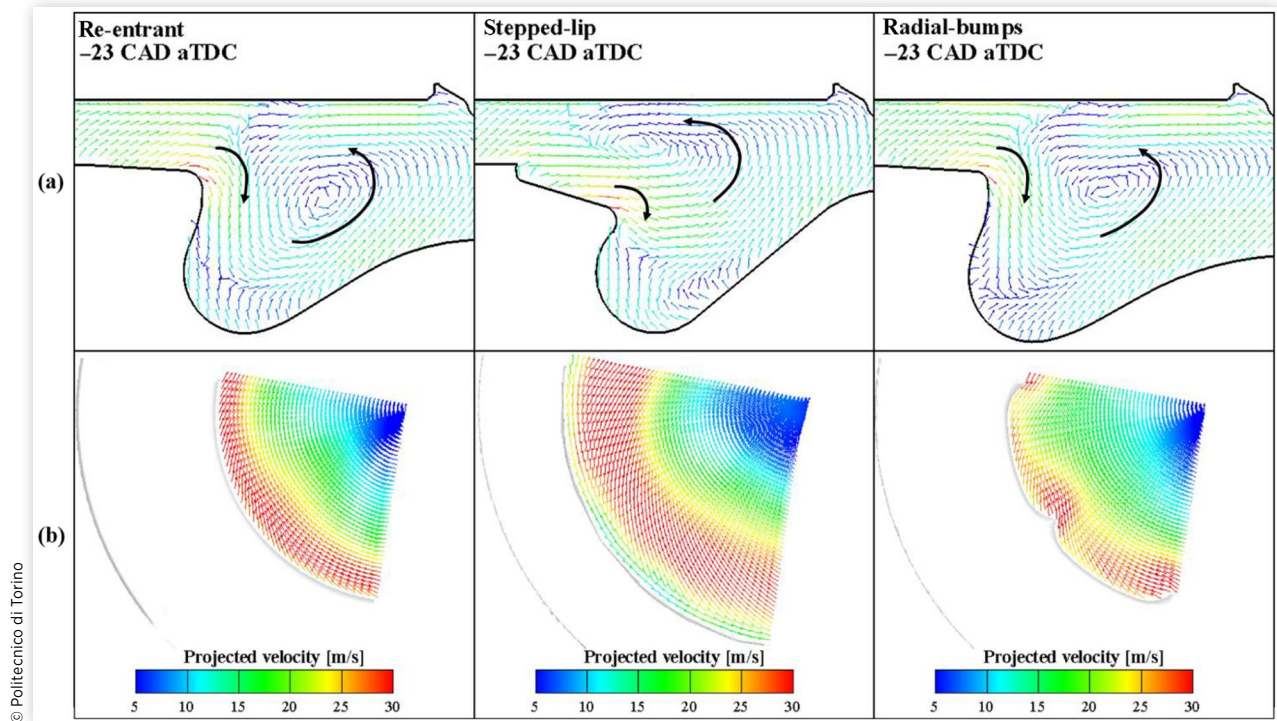 Re-entrant
–23 CAD aTDC
Stepped-lip
–23 CAD aTDC
Radial-bumps
–23 CAD aTDC
(a)
(b)
Projected velocity [m/s]
5 10 15 20 25 30
Projected velocity [m/s]
5 10 15 20 25 30
Projected velocity [m/s]
5 10 15 20 25 30
© Politecnico di Torino